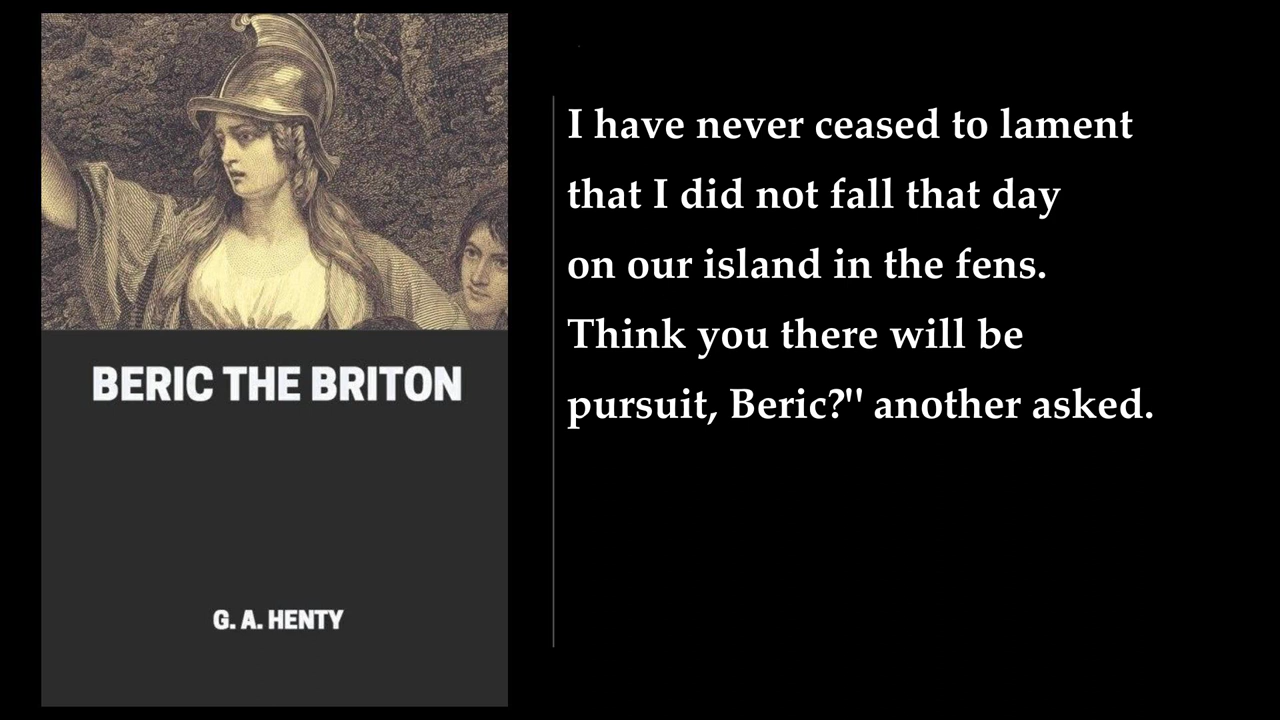 BERIC THE BRITON
G. A. HENTY
I have never ceased to lament
that I did not fall that day
on our island in the fens.
Think you there will be
pursuit, Beric?" another asked.